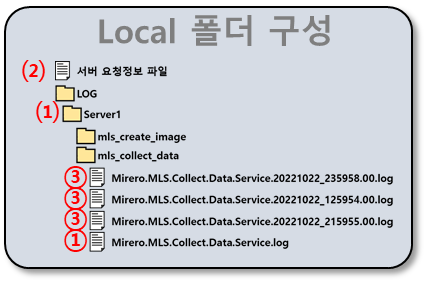 Local 폴더 구성
(2) 서버 요청정보 파일
LOG
(1) Server1
mls_create_image
mls_collect_data
③ Mirero.MLS.Collect.Data.Service.20221022_235958.00.log
③ Mirero.MLS.Collect.Data.Service.20221022_125954.00.log
③ Mirero.MLS.Collect.Data.Service.20221022_215955.00.log
① Mirero.MLS.Collect.Data.Service.log